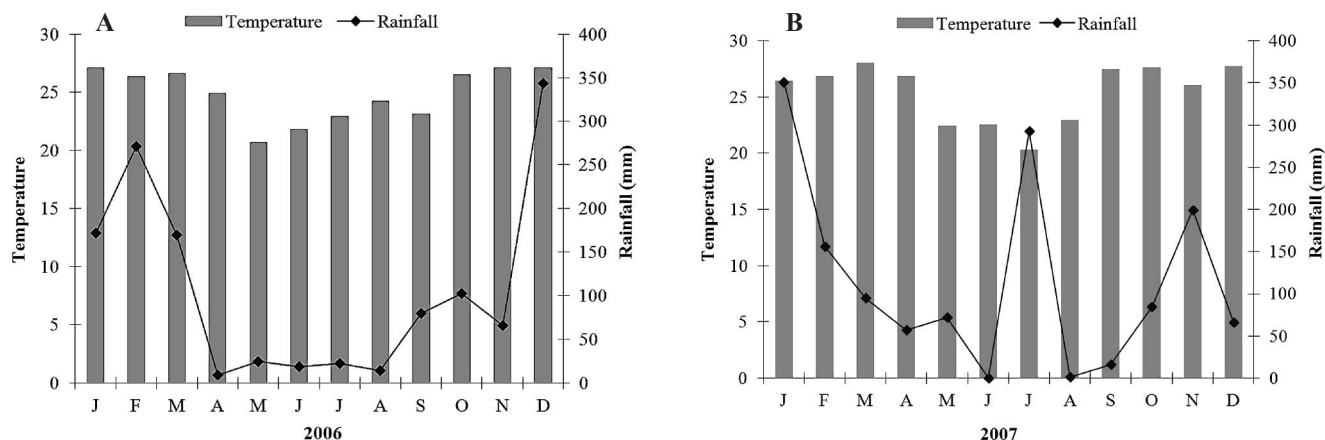 A
Temperature Rainfall
30 400
25 350
20 300
15 250
10 200
5 150
0 100
50
0
Temperature
Rainfall (mm)
J F M A M J J A S O N D
2006
B
Temperature Rainfall
30 400
25 350
20 300
15 250
10 200
5 150
0 100
50
0
Temperature
Rainfall (mm)
J F M A M J J A S O N D
2007